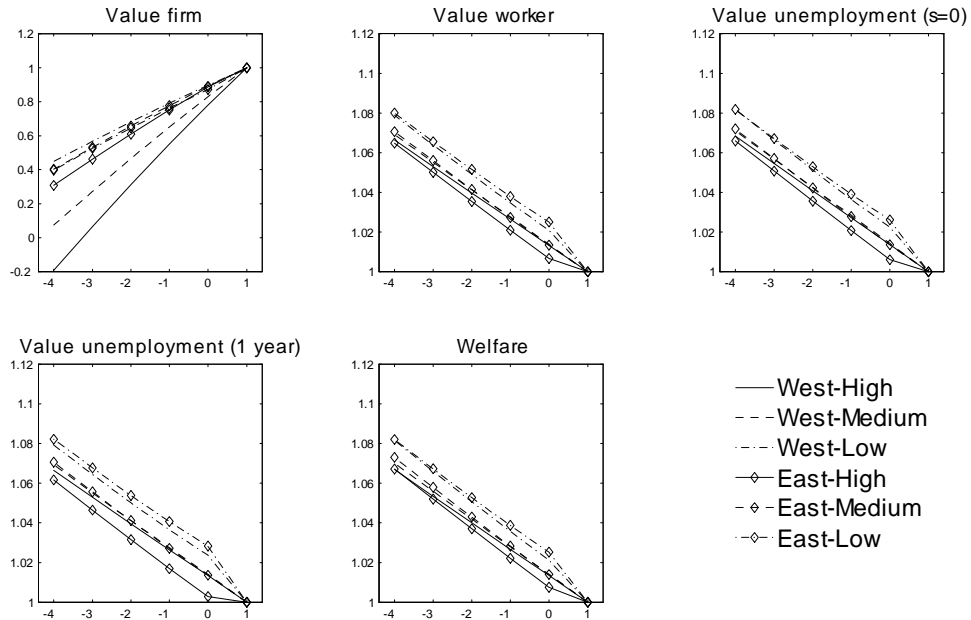 Value firm
1.2
1
0.8
0.6
0.4
0.2
0
-0.2
-4 -3 -2 -1 0 1
Value worker
1.12
1.1
1.08
1.06
1.04
1.02
1
-4 -3 -2 -1 0 1
Value unemployment (s=0)
1.12
1.1
1.08
1.06
1.04
1.02
1
-4 -3 -2 -1 0 1
Value unemployment (1 year)
1.12
1.1
1.08
1.06
1.04
1.02
1
-4 -3 -2 -1 0 1
Welfare
1.12
1.1
1.08
1.06
1.04
1.02
1
-4 -3 -2 -1 0 1
West-High
West-Medium
West-Low
East-High
East-Medium
East-Low